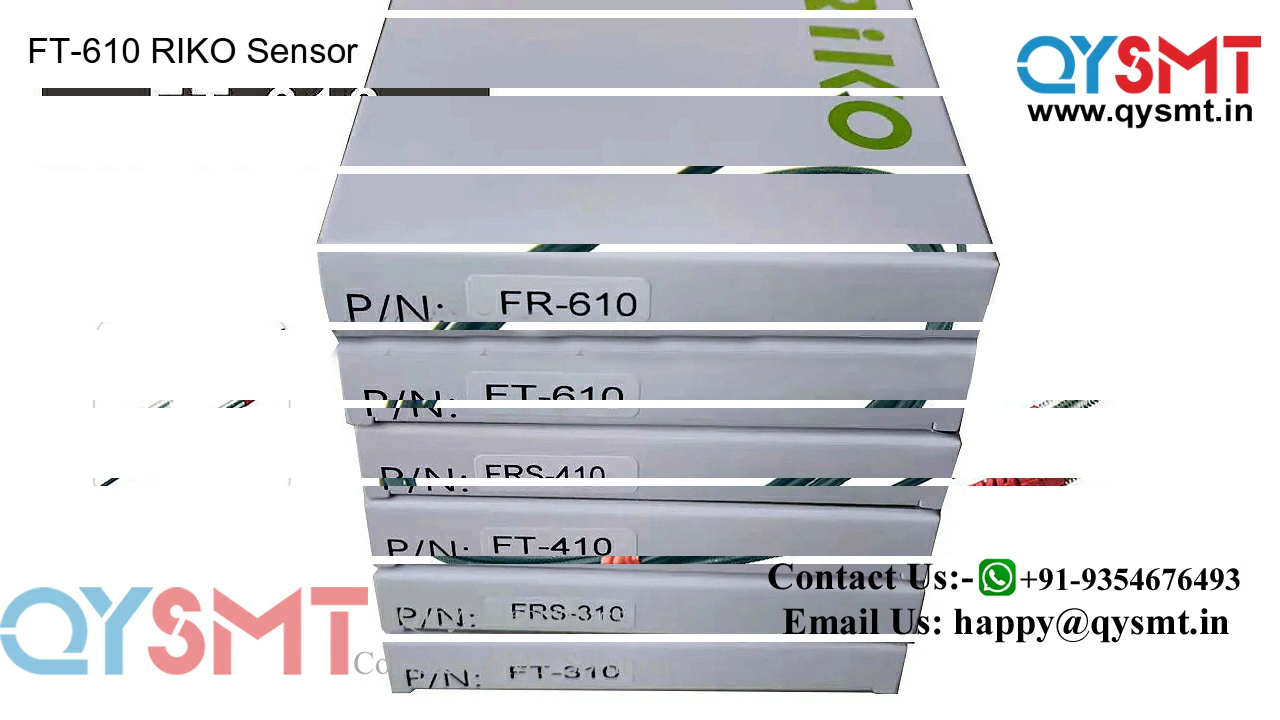 FT-610 RIKO Sensor
QYSMT
www.qysmt.in
RiKO
P/N: FR-610
P/N: FT-610
P/N: FRS-410
P/N: FT-410
P/N: FRS-310
P/N: FT-310
Contact Us:- +91-9354676493
Email Us: happy@qysmt.in
QYSMT